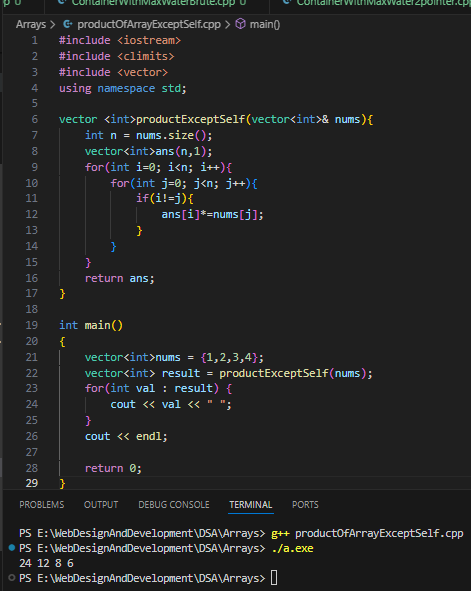 p ContainerWithMaxWaterBrute.cpp U ContainerWithMaxWater2pointer.cpp
Arrays > productOfArrayExceptSelf.cpp > main()
1 #include <iostream>
2 #include <climits>
3 #include <vector>
4 using namespace std;
5
6 vector <int>productExceptSelf(vector<int>& nums){
7     int n = nums.size();
8     vector<int>ans(n,1);
9     for(int i=0; i<n; i++){
10         for(int j=0; j<n; j++){
11             if(i!=j){
12                 ans[i]*=nums[j];
13             }
14         }
15     }
16     return ans;
17 }
18
19 int main()
20 {
21     vector<int>nums = {1,2,3,4};
22     vector<int> result = productExceptSelf(nums);
23     for(int val : result) {
24         cout << val << " ";
25     }
26     cout << endl;
27
28     return 0;
29 }
PROBLEMS OUTPUT DEBUG CONSOLE TERMINAL PORTS
PS E:\WebDesignAndDevelopment\DSA\Arrays> g++ productOfArrayExceptSelf.cpp
PS E:\WebDesignAndDevelopment\DSA\Arrays> ./a.exe
24 12 8 6
PS E:\WebDesignAndDevelopment\DSA\Arrays>